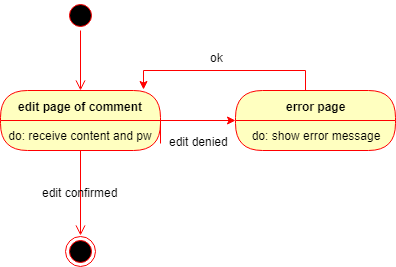 ok
edit page of comment
do: receive content and pw
error page
do: show error message
edit denied
edit confirmed